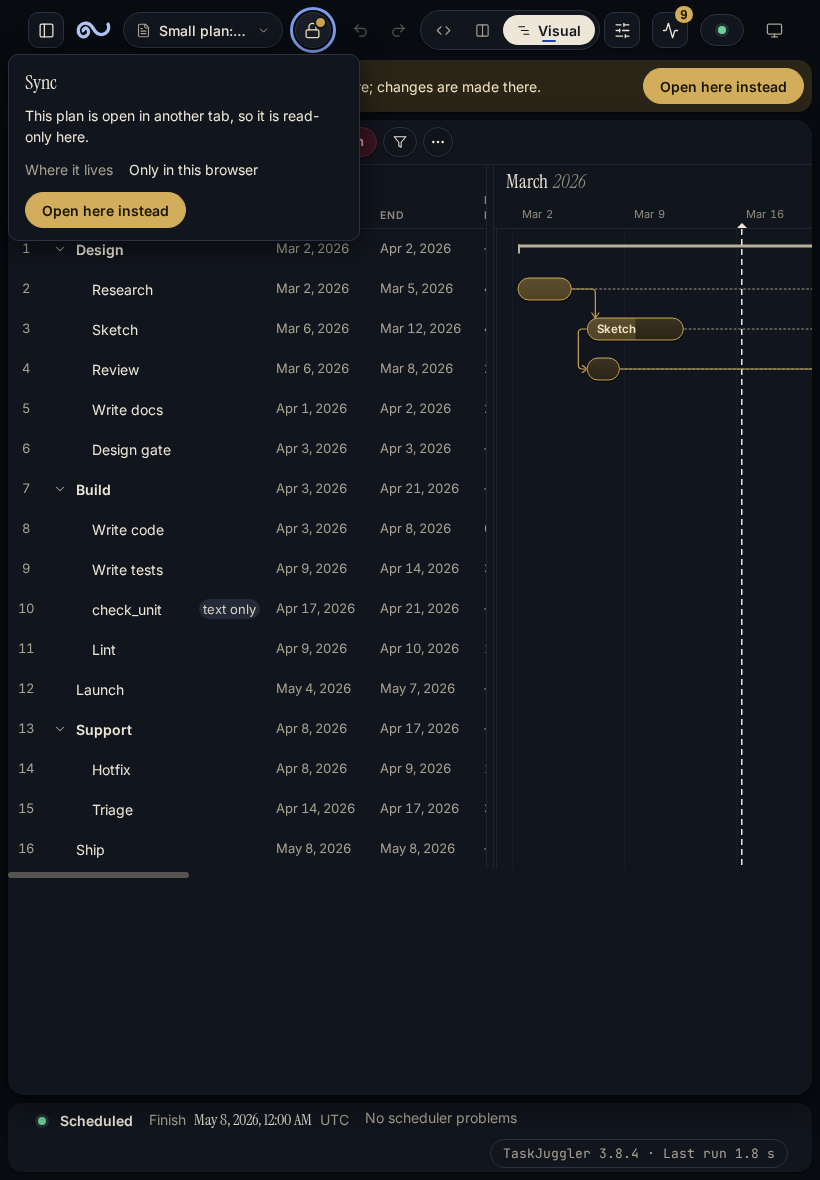 Small plan:...
Visual
9
Sync
This plan is open in another tab, so it is read-
only here.
Where it lives Only in this browser
Open here instead
changes are made there.
Open here instead
END
March 2026
Mar 2 Mar 9 Mar 16
1 Design Mar 2, 2026 Apr 2, 2026
2 Research Mar 2, 2026 Mar 5, 2026
3 Sketch Mar 6, 2026 Mar 12, 2026 Sketch
4 Review Mar 6, 2026 Mar 8, 2026
5 Write docs Apr 1, 2026 Apr 2, 2026
6 Design gate Apr 3, 2026 Apr 3, 2026
7 Build Apr 3, 2026 Apr 21, 2026
8 Write code Apr 3, 2026 Apr 8, 2026
9 Write tests Apr 9, 2026 Apr 14, 2026
10 check_unit text only Apr 17, 2026 Apr 21, 2026
11 Lint Apr 9, 2026 Apr 10, 2026
12 Launch May 4, 2026 May 7, 2026
13 Support Apr 8, 2026 Apr 17, 2026
14 Hotfix Apr 8, 2026 Apr 9, 2026
15 Triage Apr 14, 2026 Apr 17, 2026
16 Ship May 8, 2026 May 8, 2026
Scheduled Finish May 8, 2026, 12:00 AM UTC No scheduler problems
TaskJuggler 3.8.4 · Last run 1.8 s